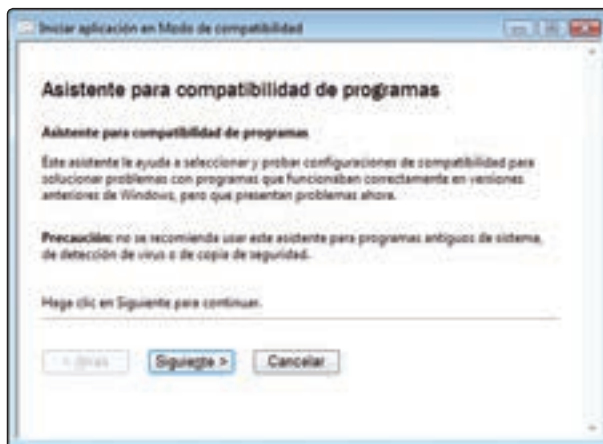 Iniciar aplicación en Modo de compatibilidad
Asistente para compatibilidad de programas
Asistente para compatibilidad de programas
Este asistente le ayuda a seleccionar y probar configuraciones de compatibilidad para
solucionar problemas con programas que funcionaban correctamente en versiones
anteriores de Windows, pero que presentan problemas ahora.
Precaución: no se recomienda usar este asistente para programas antiguos de sistema,
de detección de virus o de copia de seguridad.
Haga clic en Siguiente para continuar.
< Atrás
Siguiente >
Cancelar